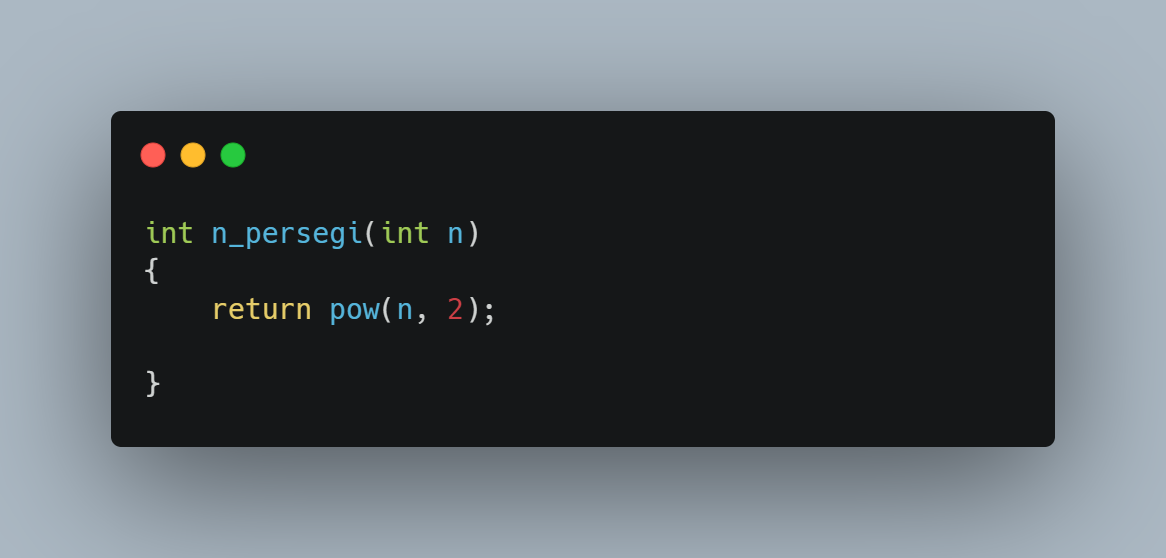 int n_persegi(int n)
{
    return pow(n, 2);
}